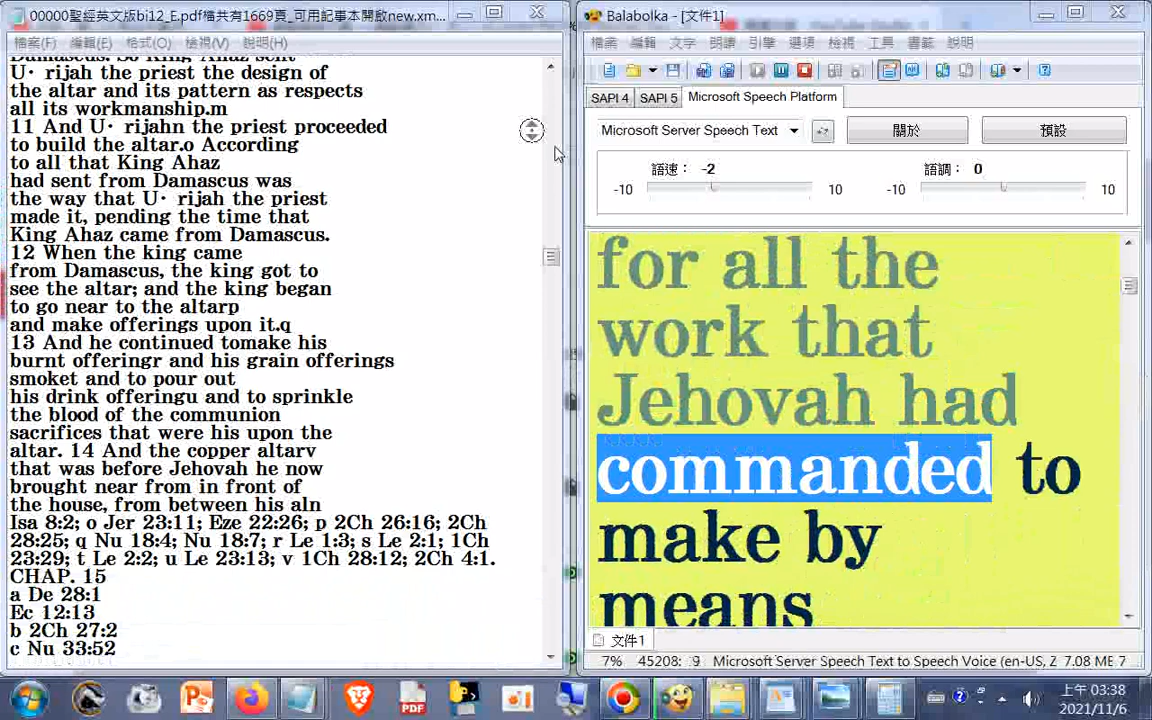 00000聖經英文版bi12_E.pdf檔共有1669頁_可用記事本開啟new.xm...
檔案(F) 編輯(E) 格式(O) 檢視(V) 說明(H)
Damascus. So King Ahaz sent
U· rijah the priest the design of
the altar and its pattern as respects
all its workmanship.m
11 And U· rijahn the priest proceeded
to build the altar.o According
to all that King Ahaz
had sent from Damascus was
the way that U· rijah the priest
made it, pending the time that
King Ahaz came from Damascus.
12 When the king came
from Damascus, the king got to
see the altar; and the king began
to go near to the altarp
and make offerings upon it.q
13 And he continued tomake his
burnt offeringr and his grain offerings
smoket and to pour out
his drink offeringu and to sprinkle
the blood of the communion
sacrifices that were his upon the
altar. 14 And the copper altarv
that was before Jehovah he now
brought near from in front of
the house, from between his aln
Isa 8:2; o Jer 23:11; Eze 22:26; p 2Ch 26:16; 2Ch
28:25; q Nu 18:4; Nu 18:7; r Le 1:3; s Le 2:1; 1Ch
23:29; t Le 2:2; u Le 23:13; v 1Ch 28:12; 2Ch 4:1.
CHAP. 15
a De 28:1
Ec 12:13
b 2Ch 27:2
c Nu 33:52
Balabolka - [文件1]
檔案 編輯 文字 朗讀 引擎 選項 檢視 工具 書籤 說明
SAPI 4 SAPI 5 Microsoft Speech Platform
Microsoft Server Speech Text 關於 預設
語速： -2 語調： 0
-10 10 -10 10
for all the
work that
Jehovah had
commanded to
make by
means
文件1
7% 45208: 9 Microsoft Server Speech Text to Speech Voice (en-US, Z 7.08 ME 7
PDF
上午 03:38
2021/11/6